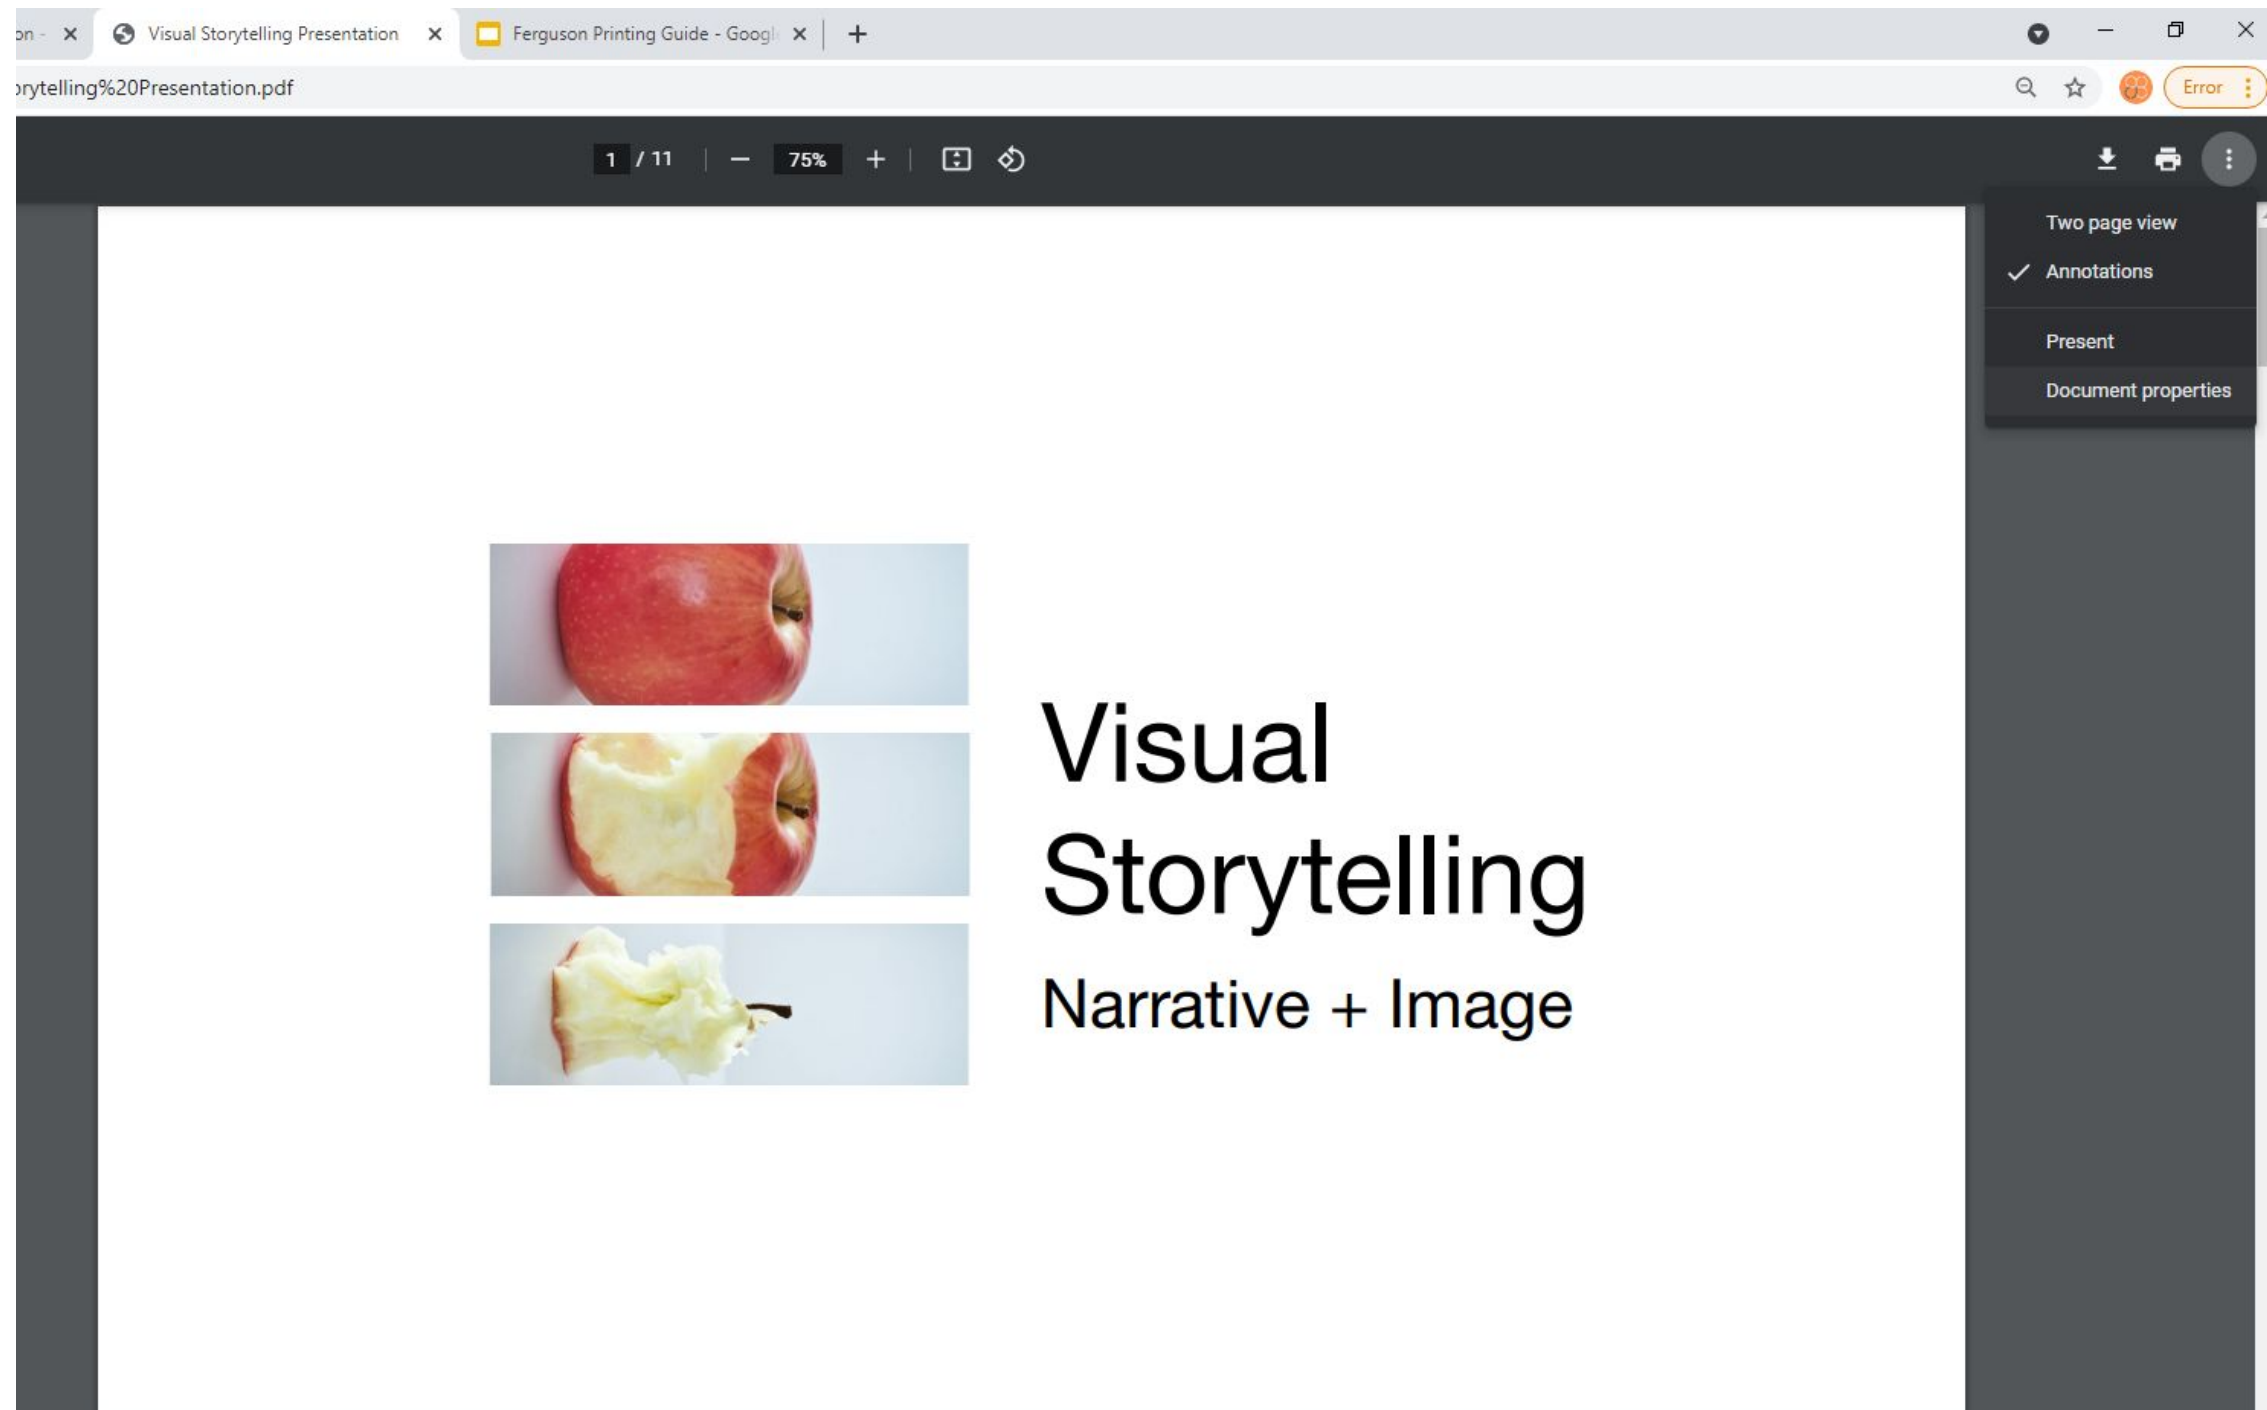 on -
Visual Storytelling Presentation
Ferguson Printing Guide - Googl
orytelling%20Presentation.pdf
Error
1 / 11
75%
Two page view
Annotations
Present
Document properties
Visual
Storytelling
Narrative + Image